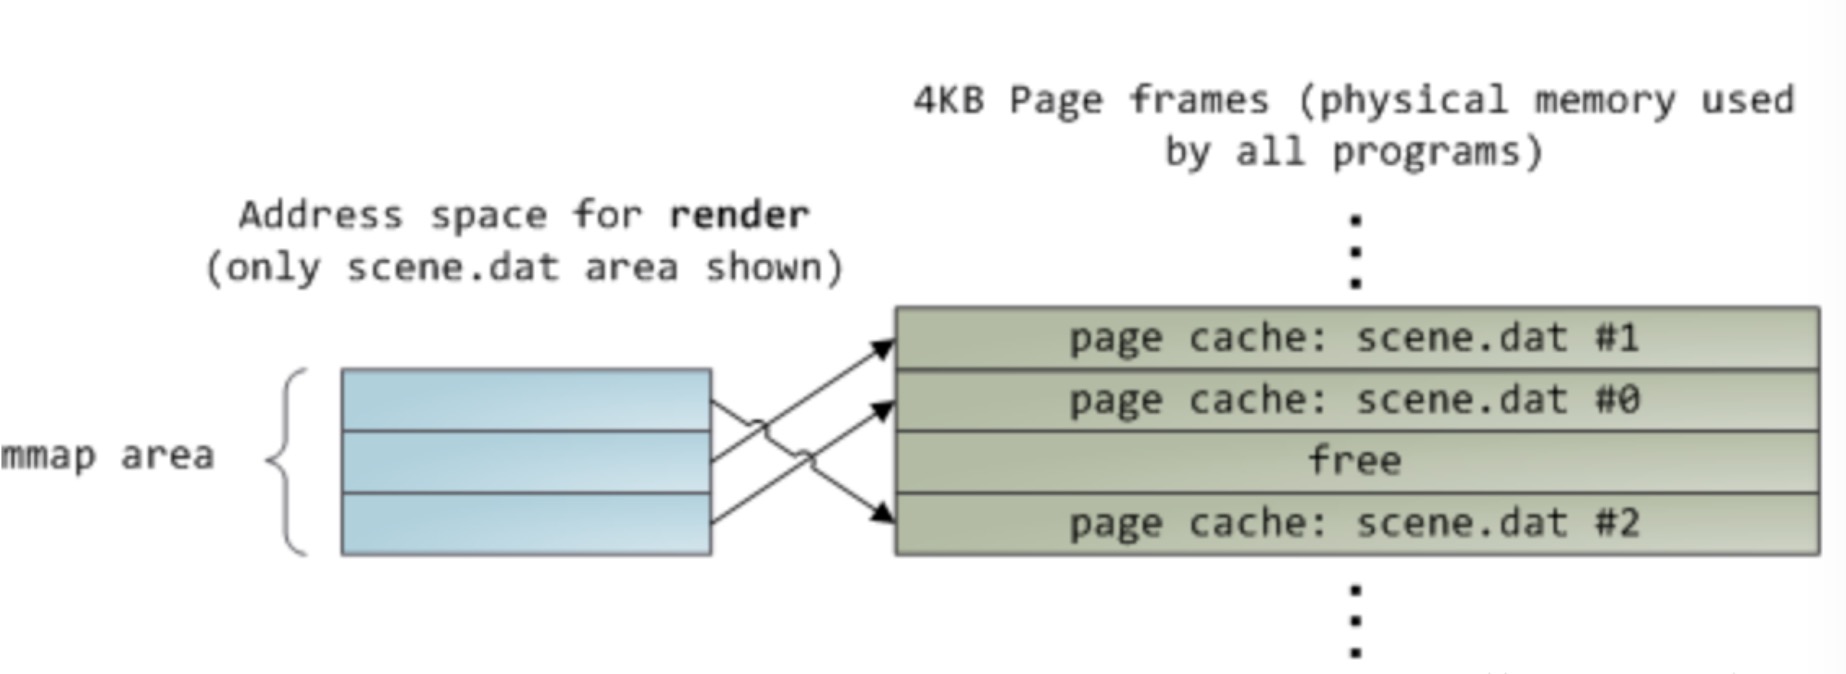 4KB Page frames (physical memory used
by all programs)
Address space for render
(only scene.dat area shown)
mmap area
page cache: scene.dat #1
page cache: scene.dat #0
free
page cache: scene.dat #2